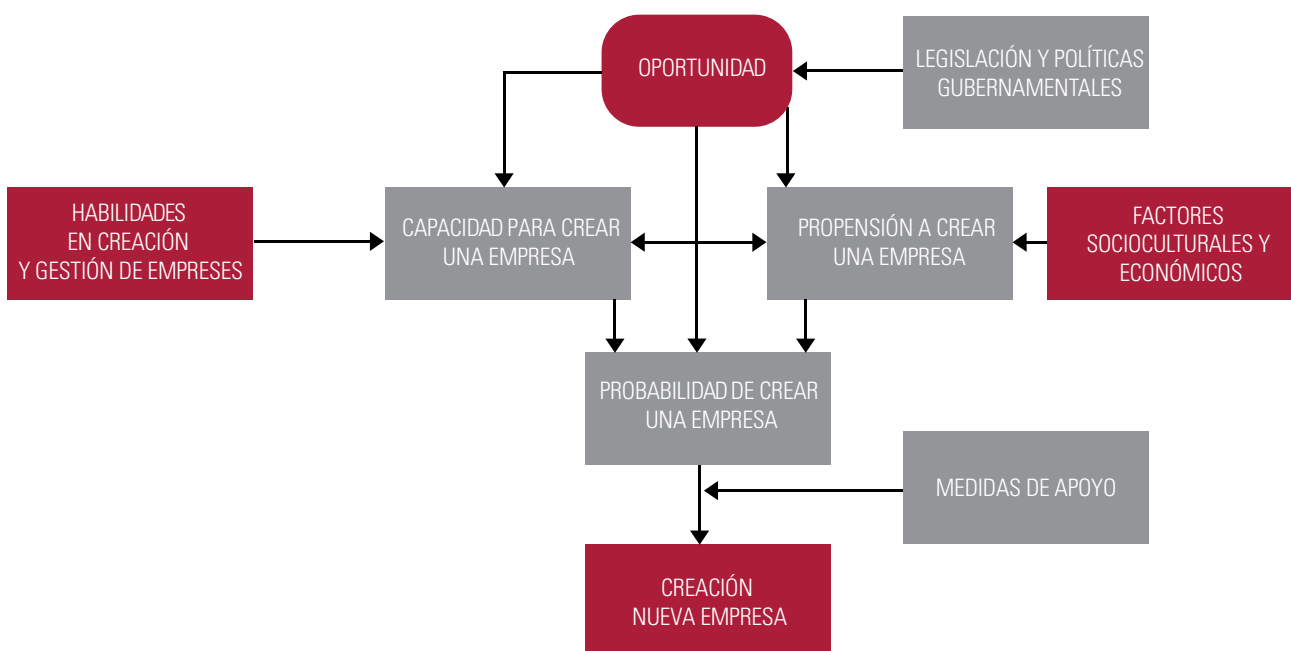 OPORTUNIDAD
LEGISLACIÓN Y POLÍTICAS
GUBERNAMENTALES
HABILIDADES
EN CREACIÓN
Y GESTIÓN DE EMPRESES
CAPACIDAD PARA CREAR
UNA EMPRESA
PROPENSIÓN A CREAR
UNA EMPRESA
FACTORES
SOCIOCULTURALES Y
ECONÓMICOS
PROBABILIDAD DE CREAR
UNA EMPRESA
MEDIDAS DE APOYO
CREACIÓN
NUEVA EMPRESA